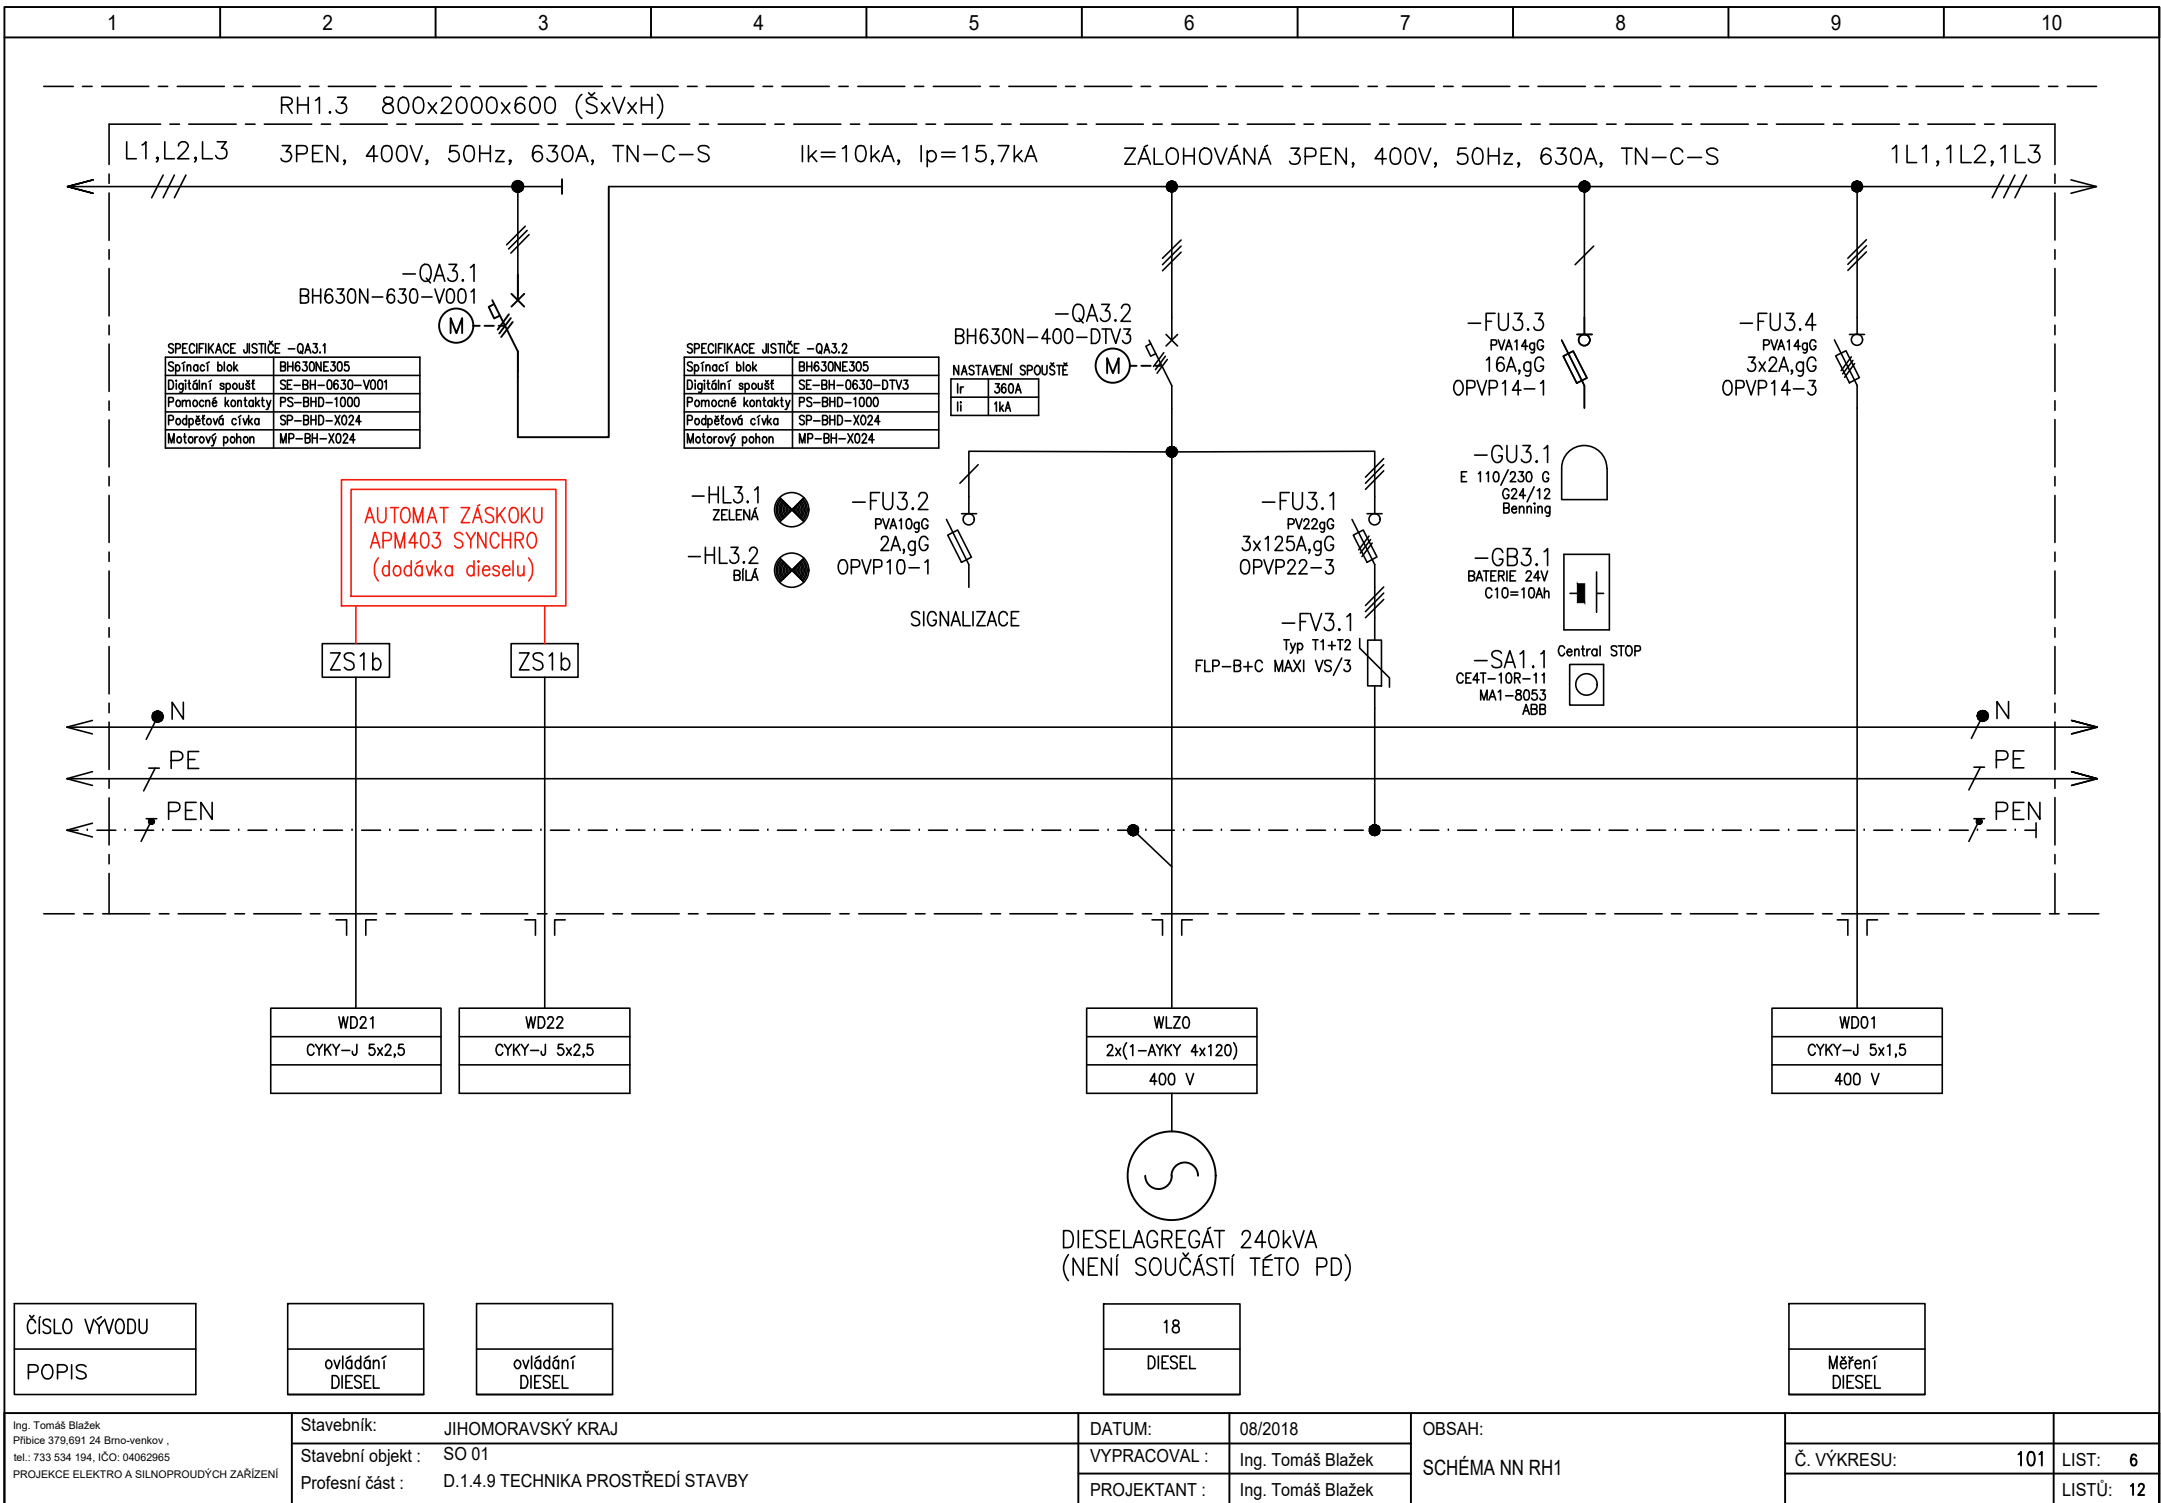 1 2 3 4 5 6 7 8 9 10
RH1.3 800x2000x600 (ŠxVxH)
L1,L2,L3 3PEN, 400V, 50Hz, 630A, TN-C-S Ik=10kA, Ip=15,7kA ZÁLOHOVÁNÁ 3PEN, 400V, 50Hz, 630A, TN-C-S 1L1,1L2,1L3
-QA3.1
BH630N-630-V001
M
SPECIFIKACE JISTIČE -QA3.1
Spínací blok BH630NE305
Digitální spoušť SE-BH-0630-V001
Pomocné kontakty PS-BHD-1000
Podpěťová cívka SP-BHD-X024
Motorový pohon MP-BH-X024
-QA3.2
BH630N-400-DTV3
M
SPECIFIKACE JISTIČE -QA3.2
Spínací blok BH630NE305
Digitální spoušť SE-BH-0630-DTV3
Pomocné kontakty PS-BHD-1000
Podpěťová cívka SP-BHD-X024
Motorový pohon MP-BH-X024
NASTAVENÍ SPOUŠTĚ
Ir 360A
Ii 1kA
-FU3.3
PVA14gG
16A,gG
OPVP14-1
-FU3.4
PVA14gG
3x2A,gG
OPVP14-3
AUTOMAT ZÁSKOKU
APM403 SYNCHRO
(dodávka dieselu)
ZS1b ZS1b
-HL3.1
ZELENÁ
-HL3.2
BÍLÁ
-FU3.2
PVA10gG
2A,gG
OPVP10-1
SIGNALIZACE
-FU3.1
PV22gG
3x125A,gG
OPVP22-3
-FV3.1
Typ T1+T2
FLP-B+C MAXI VS/3
-GU3.1
E 110/230 G
G24/12
Benning
-GB3.1
BATERIE 24V
C10=10Ah
Central STOP
-SA1.1
CE4T-10R-11
MA1-8053
ABB
N N
PE PE
PEN PEN
WD21
CYKY-J 5x2,5
WD22
CYKY-J 5x2,5
WLZ0
2x(1-AYKY 4x120)
400 V
WD01
CYKY-J 5x1,5
400 V
DIESELAGREGÁT 240kVA
(NENÍ SOUČÁSTÍ TÉTO PD)
ČÍSLO VÝVODU 18
POPIS
ovládání
DIESEL
ovládání
DIESEL
DIESEL
Měření
DIESEL
Ing. Tomáš Blažek
Přibice 379,691 24 Brno-venkov ,
tel.: 733 534 194, IČO: 04062965
PROJEKCE ELEKTRO A SILNOPROUDÝCH ZAŘÍZENÍ
Stavebník: JIHOMORAVSKÝ KRAJ
Stavební objekt : SO 01
Profesní část : D.1.4.9 TECHNIKA PROSTŘEDÍ STAVBY
DATUM: 08/2018
VYPRACOVAL : Ing. Tomáš Blažek
PROJEKTANT : Ing. Tomáš Blažek
OBSAH:
SCHÉMA NN RH1
Č. VÝKRESU: 101
LIST: 6
LISTŮ: 12